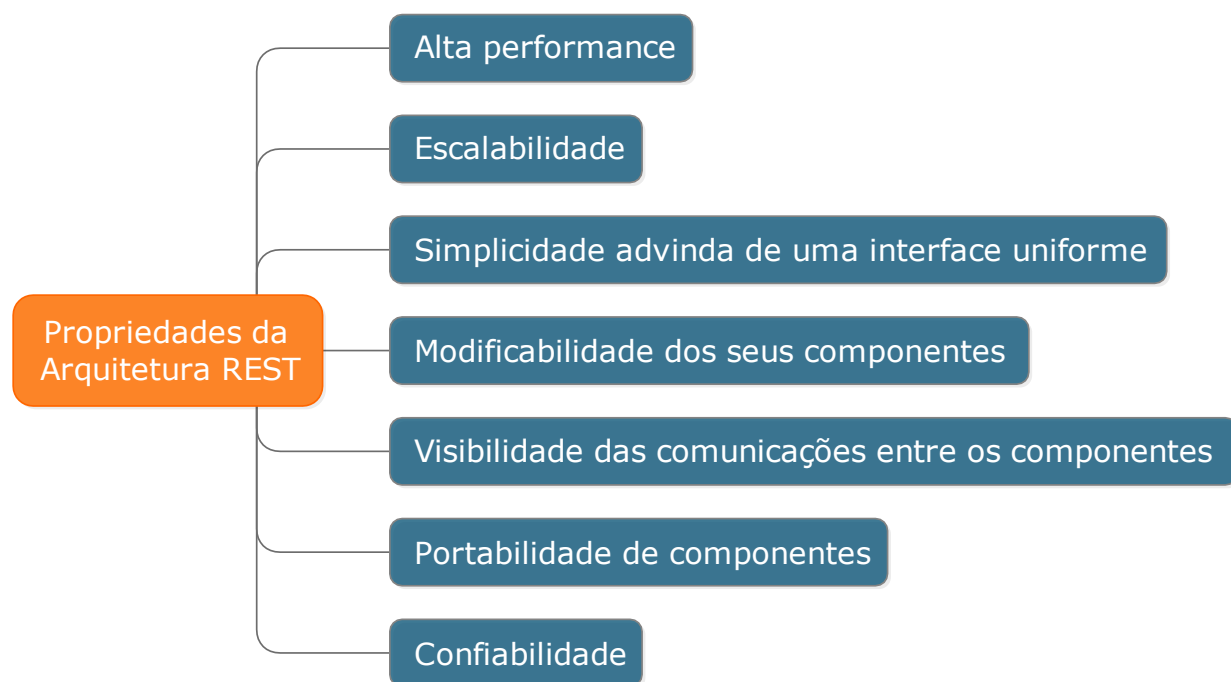 Alta performance
Escalabilidade
Simplicidade advinda de uma interface uniforme
Propriedades da
Arquitetura REST
Modificabilidade dos seus componentes
Visibilidade das comunicações entre os componentes
Portabilidade de componentes
Confiabilidade